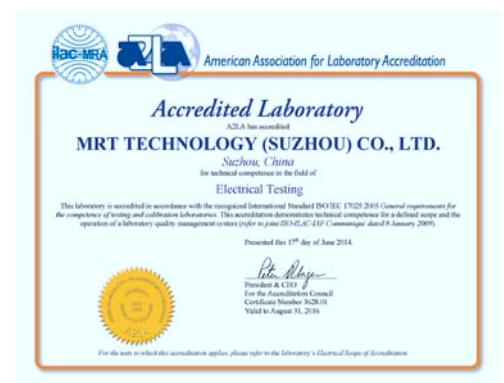 ilac-MRA
A2LA
American Association for Laboratory Accreditation
Accredited Laboratory
A2LA has accredited
MRT TECHNOLOGY (SUZHOU) CO., LTD.
Suzhou, China
for technical competence in the field of
Electrical Testing
This laboratory is accredited in accordance with the recognized International Standard ISO/IEC 17025:2005 General requirements for
the competence of testing and calibration laboratories. This accreditation demonstrates technical competence for a defined scope and the
operation of a laboratory quality management system (refer to joint ISO-ILAC-IAF Communiqué dated 8 January 2009).
Presented this 17th day of June 2014.
President & CEO
For the Accreditation Council
Certificate Number 3628.01
Valid to August 31, 2016
A2LA
For the tests to which this accreditation applies, please refer to the laboratory's Electrical Scope of Accreditation.